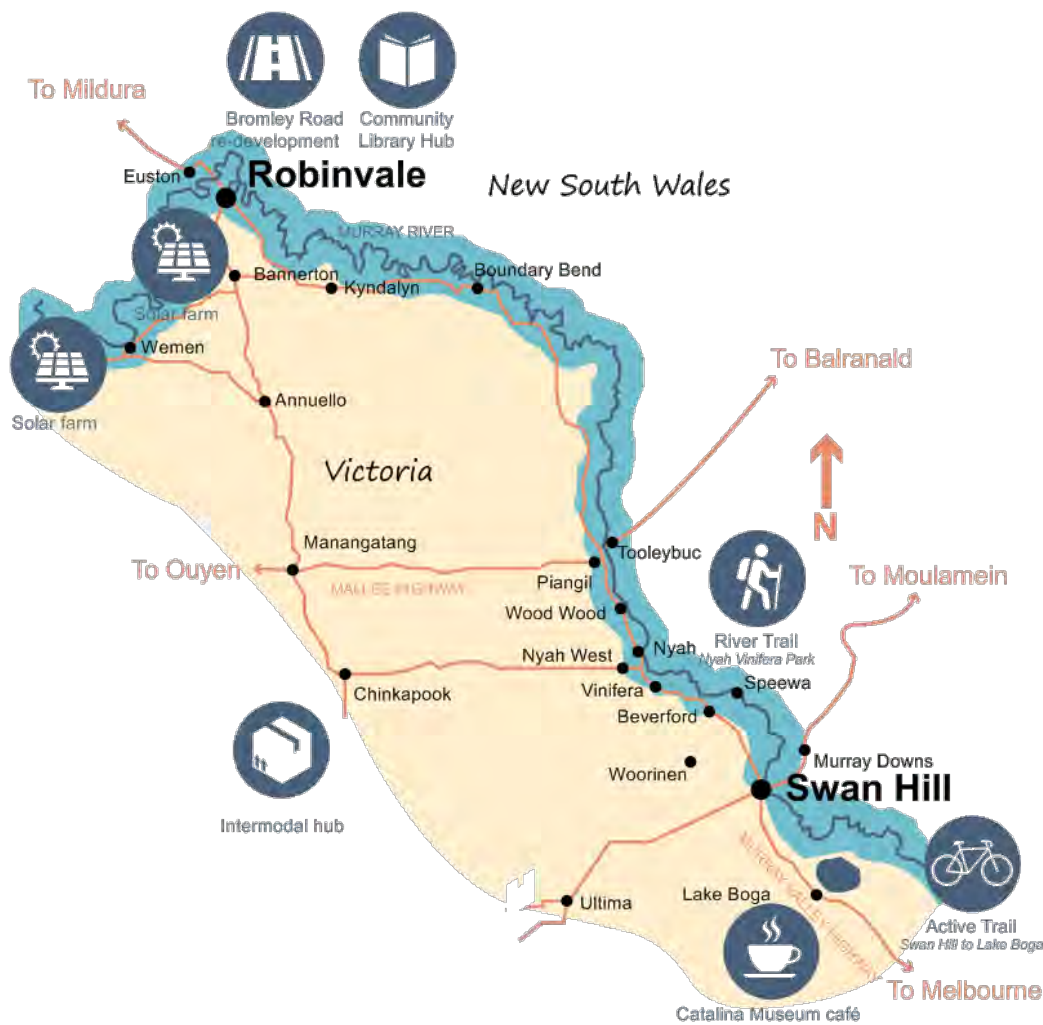 To Mildura
Bromley Road
re-development
Community
Library Hub
Euston
Robinvale
New South Wales
MURRAY RIVER
Bannerton
Kyndalyn
Boundary Bend
Solar farm
Wemen
Solar farm
Annuello
To Balranald
Victoria
N
Manangatang
Tooleybuc
To Ouyen
MALLEE HIGHWAY
Piangil
To Moulamein
Wood Wood
River Trail
Nyah Vinifera Park
Nyah West
Nyah
Speewa
Chinkapook
Vinifera
Beverford
Murray Downs
Woorinen
Swan Hill
Intermodal hub
MURRAY VALLEY HIGHWAY
Lake Boga
Ultima
Active Trail
Swan Hill to Lake Boga
To Melbourne
Catalina Museum café